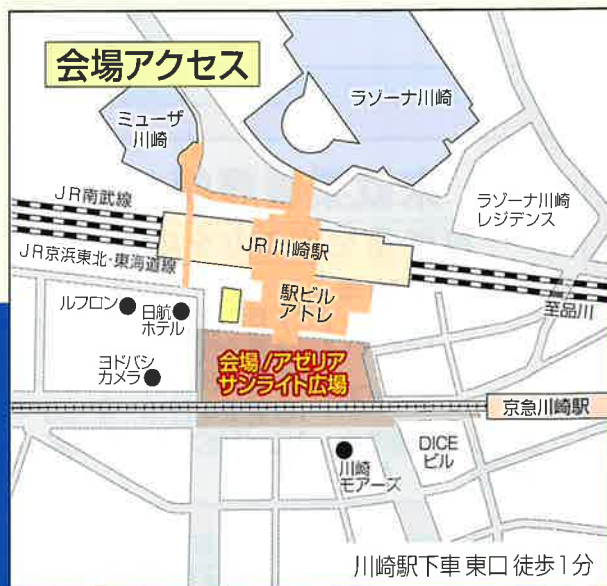 会場アクセス
ミューザ
川崎
ラゾーナ川崎
JR南武線
ラゾーナ川崎
レジデンス
JR川崎駅
JR京浜東北・東海道線
駅ビル
アトレ
至品川
ルフロン
日航
ホテル
ヨドバシ
カメラ
会場/アゼリア
サンライト広場
京急川崎駅
川崎
モアーズ
DICE
ビル
川崎駅下車 東口 徒歩1分